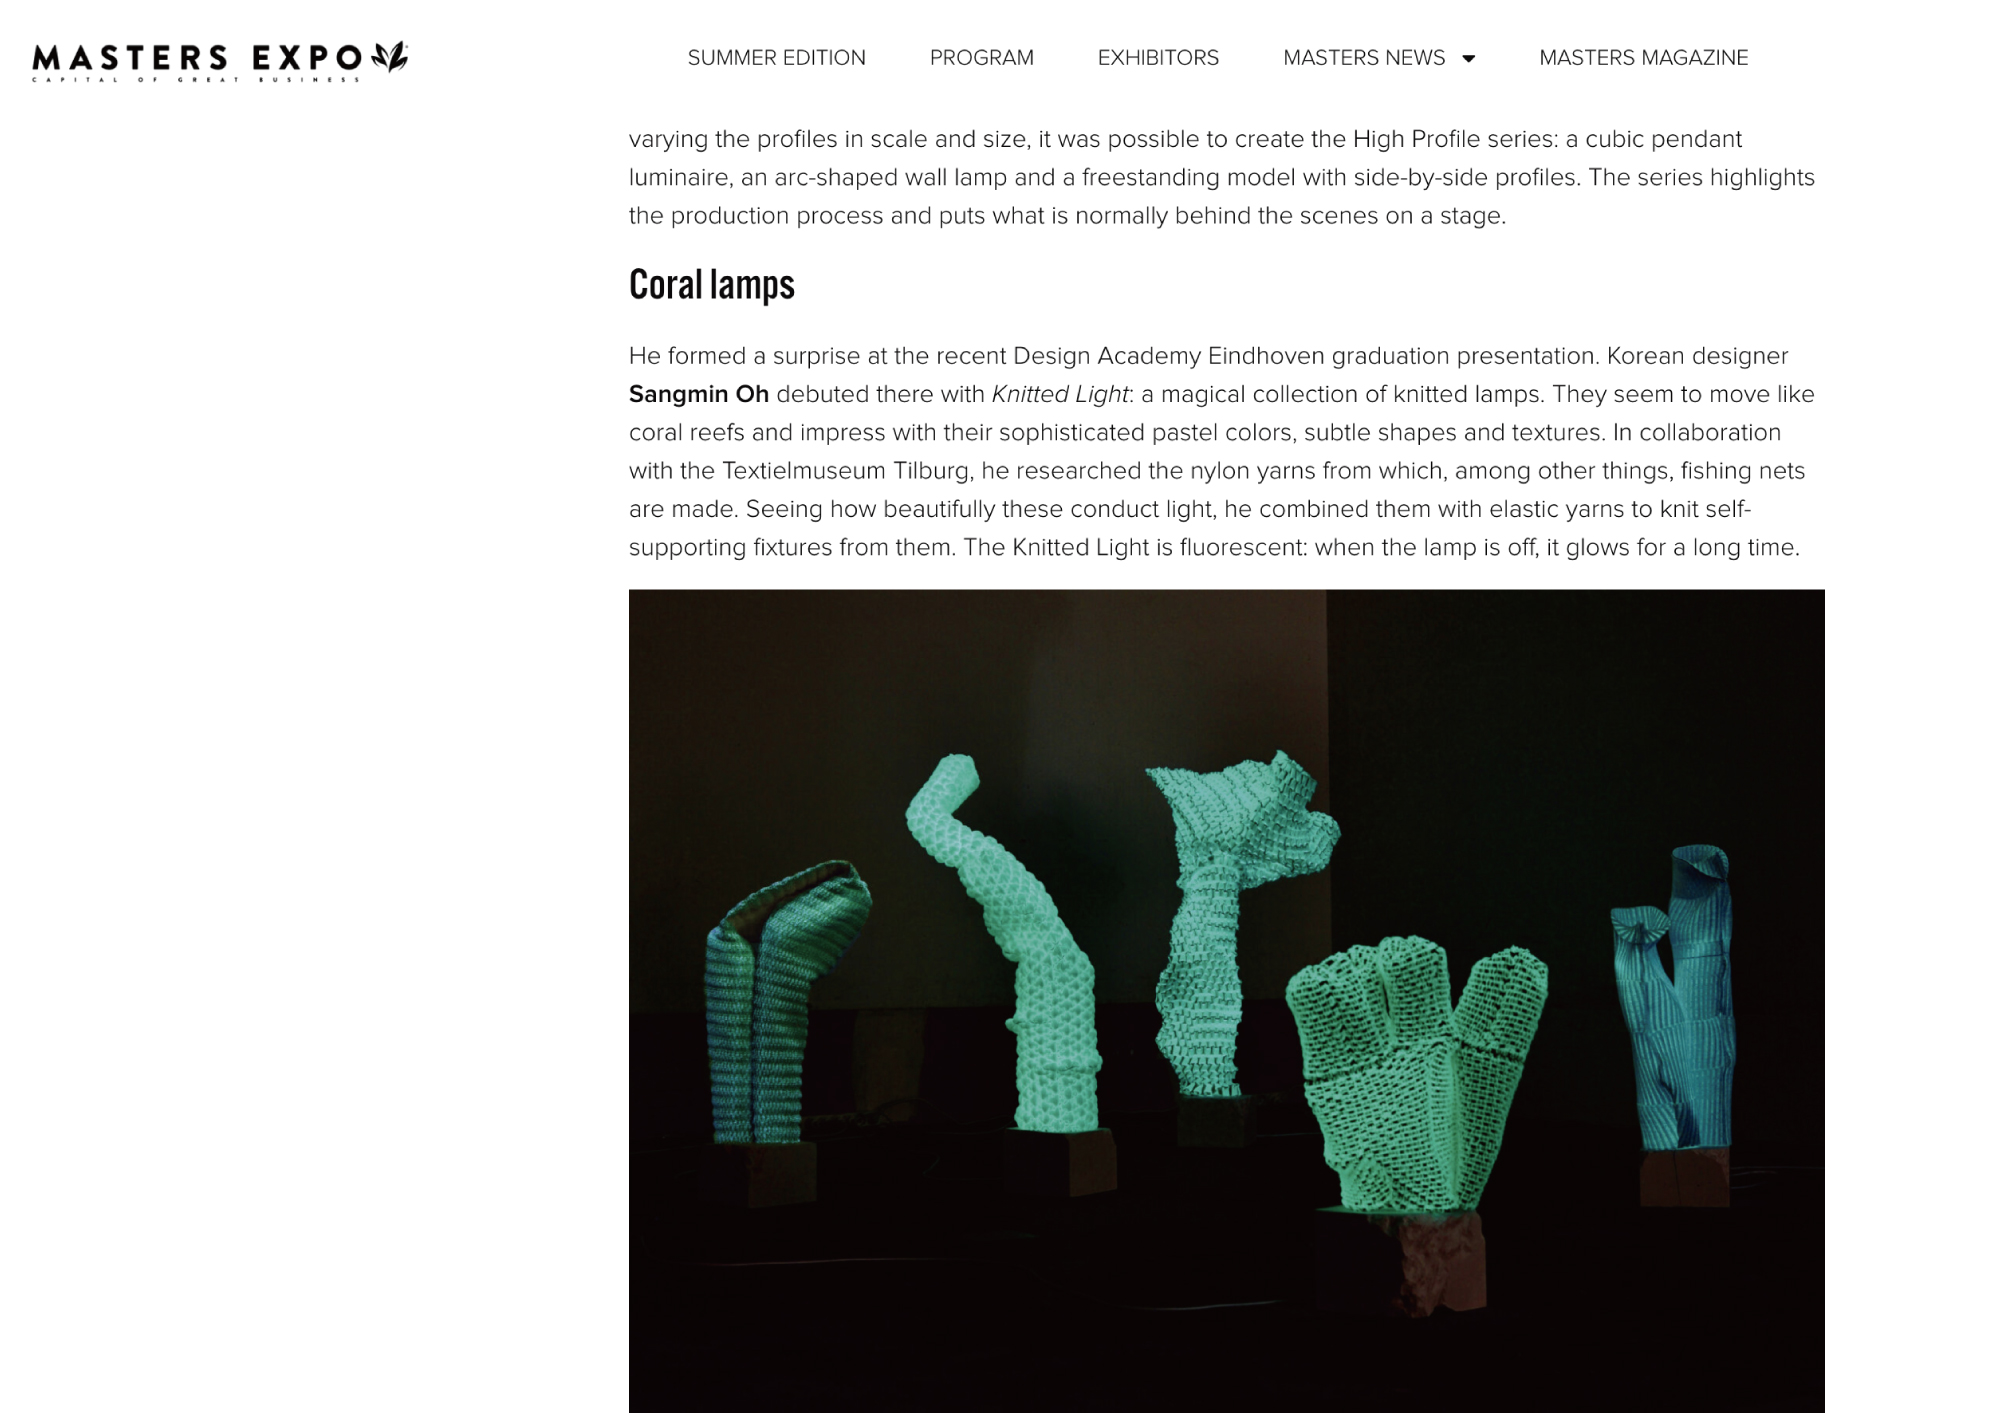 MASTERS EXPO
CAPITAL OF GREAT BUSINESS
SUMMER EDITION
PROGRAM
EXHIBITORS
MASTERS NEWS
MASTERS MAGAZINE
varying the profiles in scale and size, it was possible to create the High Profile series: a cubic pendant
luminaire, an arc-shaped wall lamp and a freestanding model with side-by-side profiles. The series highlights
the production process and puts what is normally behind the scenes on a stage.
Coral lamps
He formed a surprise at the recent Design Academy Eindhoven graduation presentation. Korean designer
Sangmin Oh debuted there with Knitted Light: a magical collection of knitted lamps. They seem to move like
coral reefs and impress with their sophisticated pastel colors, subtle shapes and textures. In collaboration
with the Textielmuseum Tilburg, he researched the nylon yarns from which, among other things, fishing nets
are made. Seeing how beautifully these conduct light, he combined them with elastic yarns to knit self-
supporting fixtures from them. The Knitted Light is fluorescent: when the lamp is off, it glows for a long time.